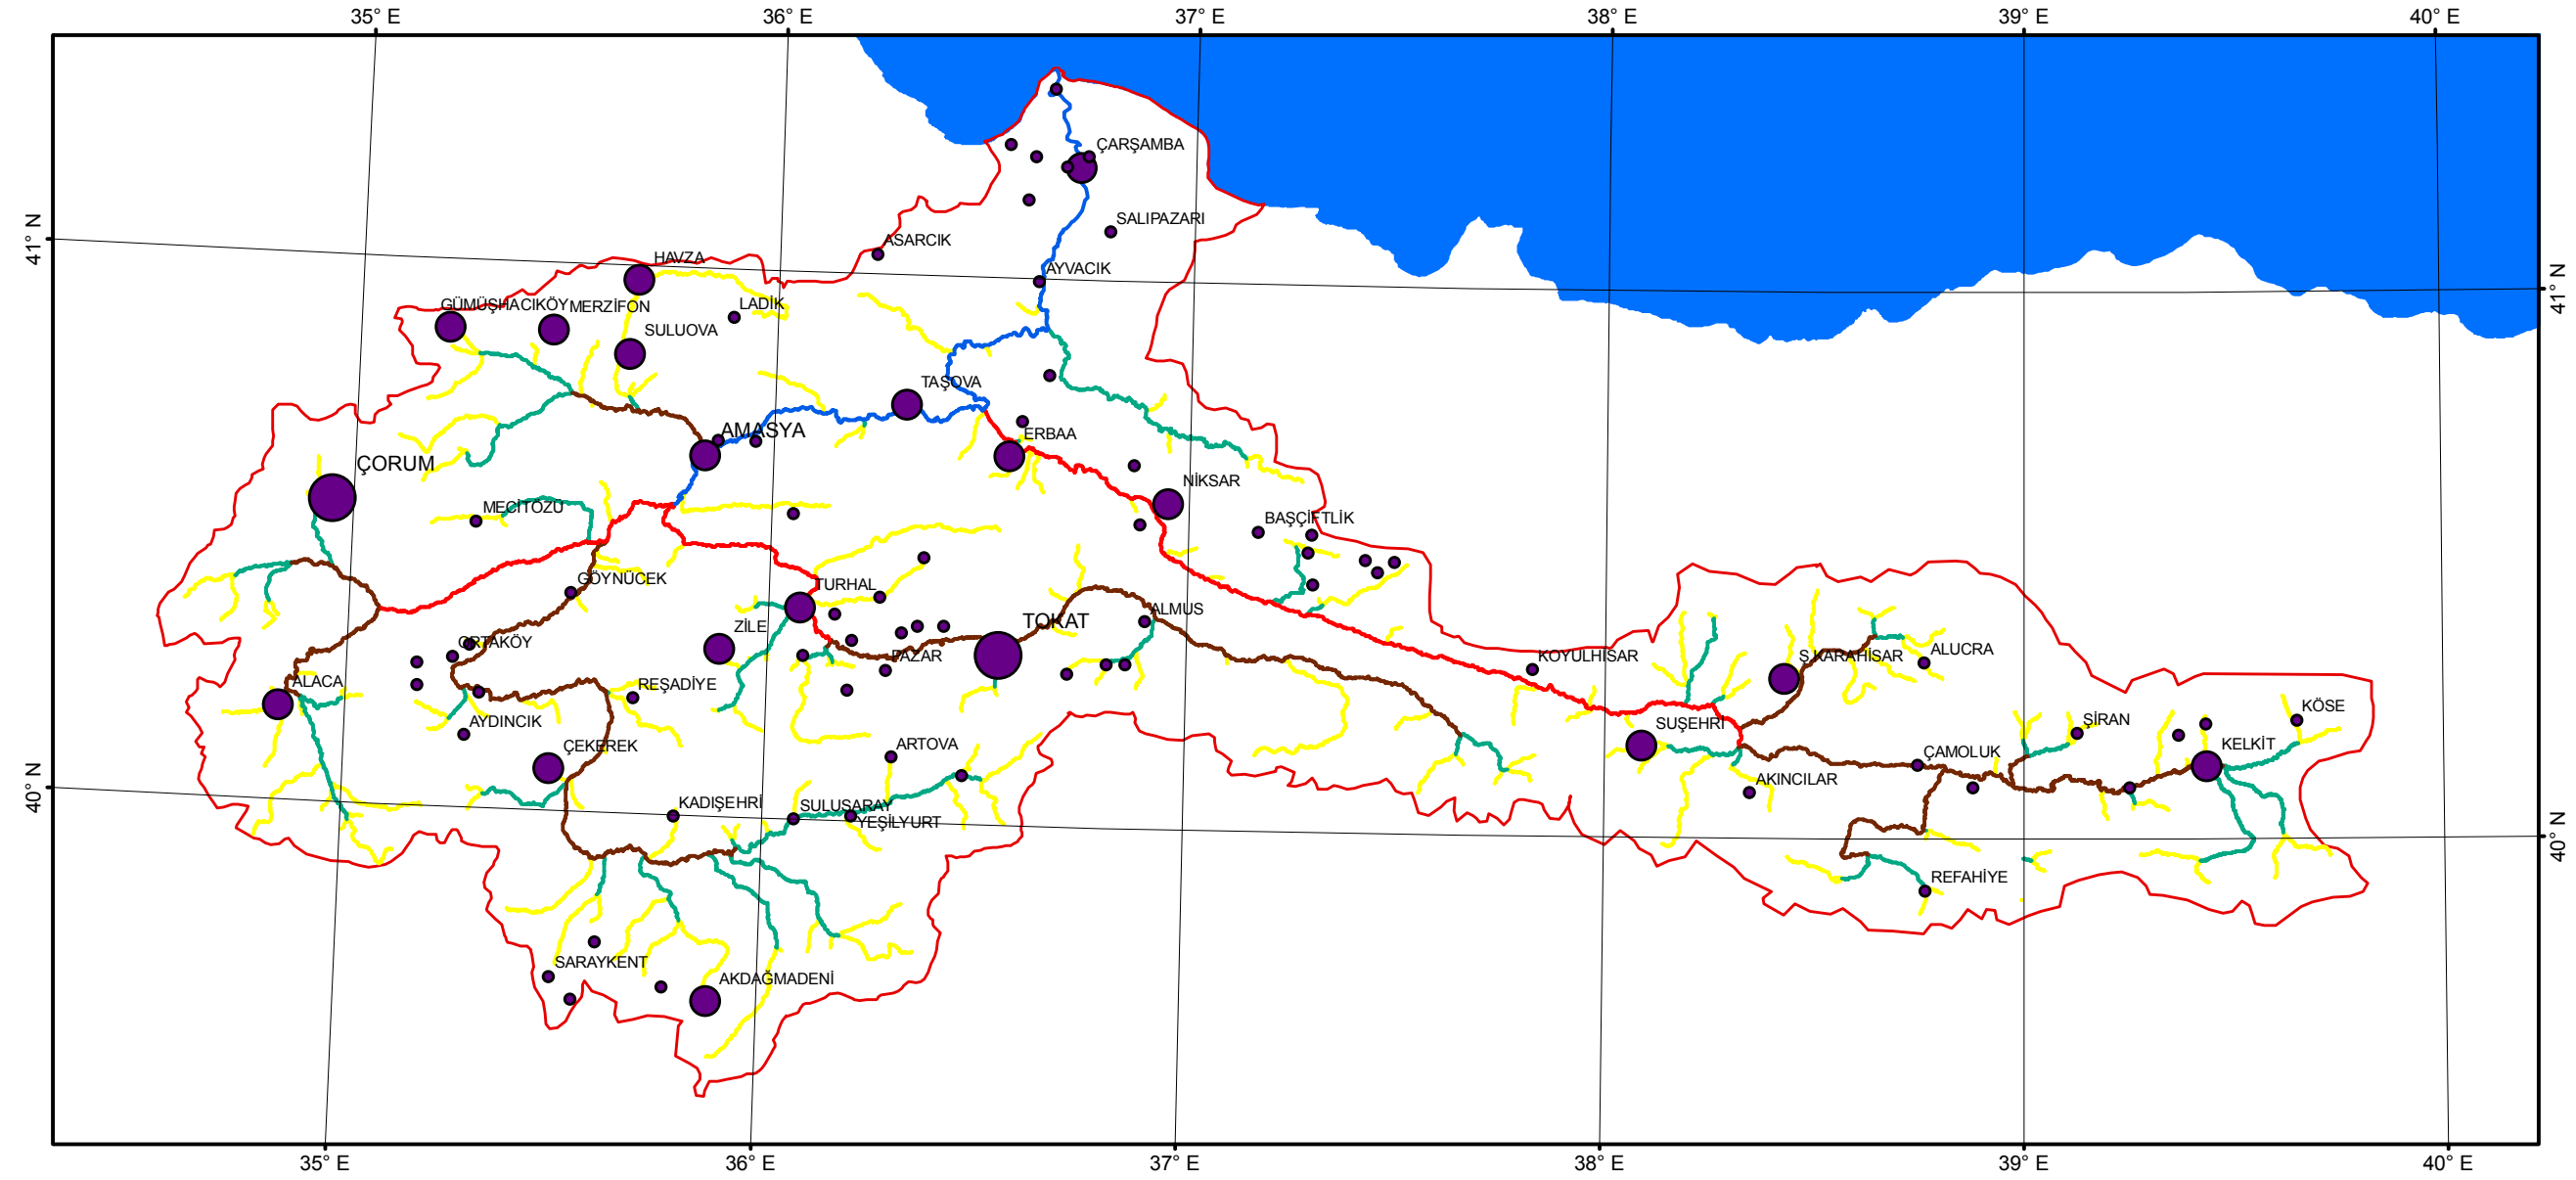 35° E
36° E
37° E
38° E
39° E
40° E
41° N
41° N
ÇARŞAMBA
SALIPAZARI
ASARCIK
AYVACIK
HAVZA
LADİK
GÜMÜŞHACIKÖY
MERZİFON
SULUOVA
TAŞOVA
AMASYA
ERBAA
ÇORUM
NİKSAR
MECİTÖZÜ
BAŞÇİFTLİK
GÖYNÜCEK
TURHAL
ALMUS
TOKAT
ZİLE
ORTAKÖY
PAZAR
KOYULHİSAR
Ş.KARAHİSAR
ALUCRA
ALACA
REŞADİYE
AYDINCIK
SUŞEHRİ
ŞİRAN
KÖSE
ÇEKEREK
ARTOVA
ÇAMOLUK
KELKİT
AKINCILAR
KADIŞEHRİ
SULUSARAY
YEŞİLYURT
40° N
40° N
REFAHİYE
SARAYKENT
AKDAĞMADENİ
35° E
36° E
37° E
38° E
39° E
40° E